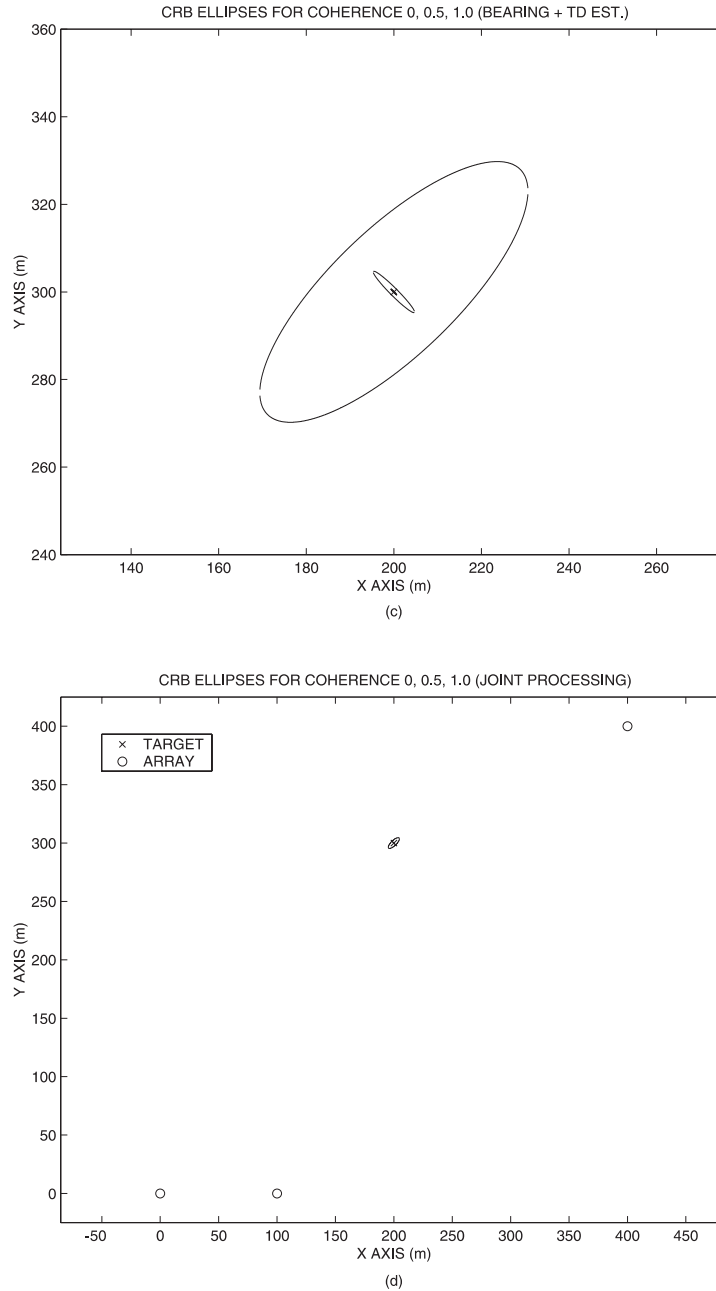 CRB ELLIPSES FOR COHERENCE 0, 0.5, 1.0 (BEARING + TD EST.)
360
340
320
300
280
260
240
Y AXIS (m)
140 160 180 200 220 240 260
X AXIS (m)
(c)
CRB ELLIPSES FOR COHERENCE 0, 0.5, 1.0 (JOINT PROCESSING)
TARGET
ARRAY
400
350
300
250
200
150
100
50
0
Y AXIS (m)
-50 0 50 100 150 200 250 300 350 400 450
X AXIS (m)
(d)